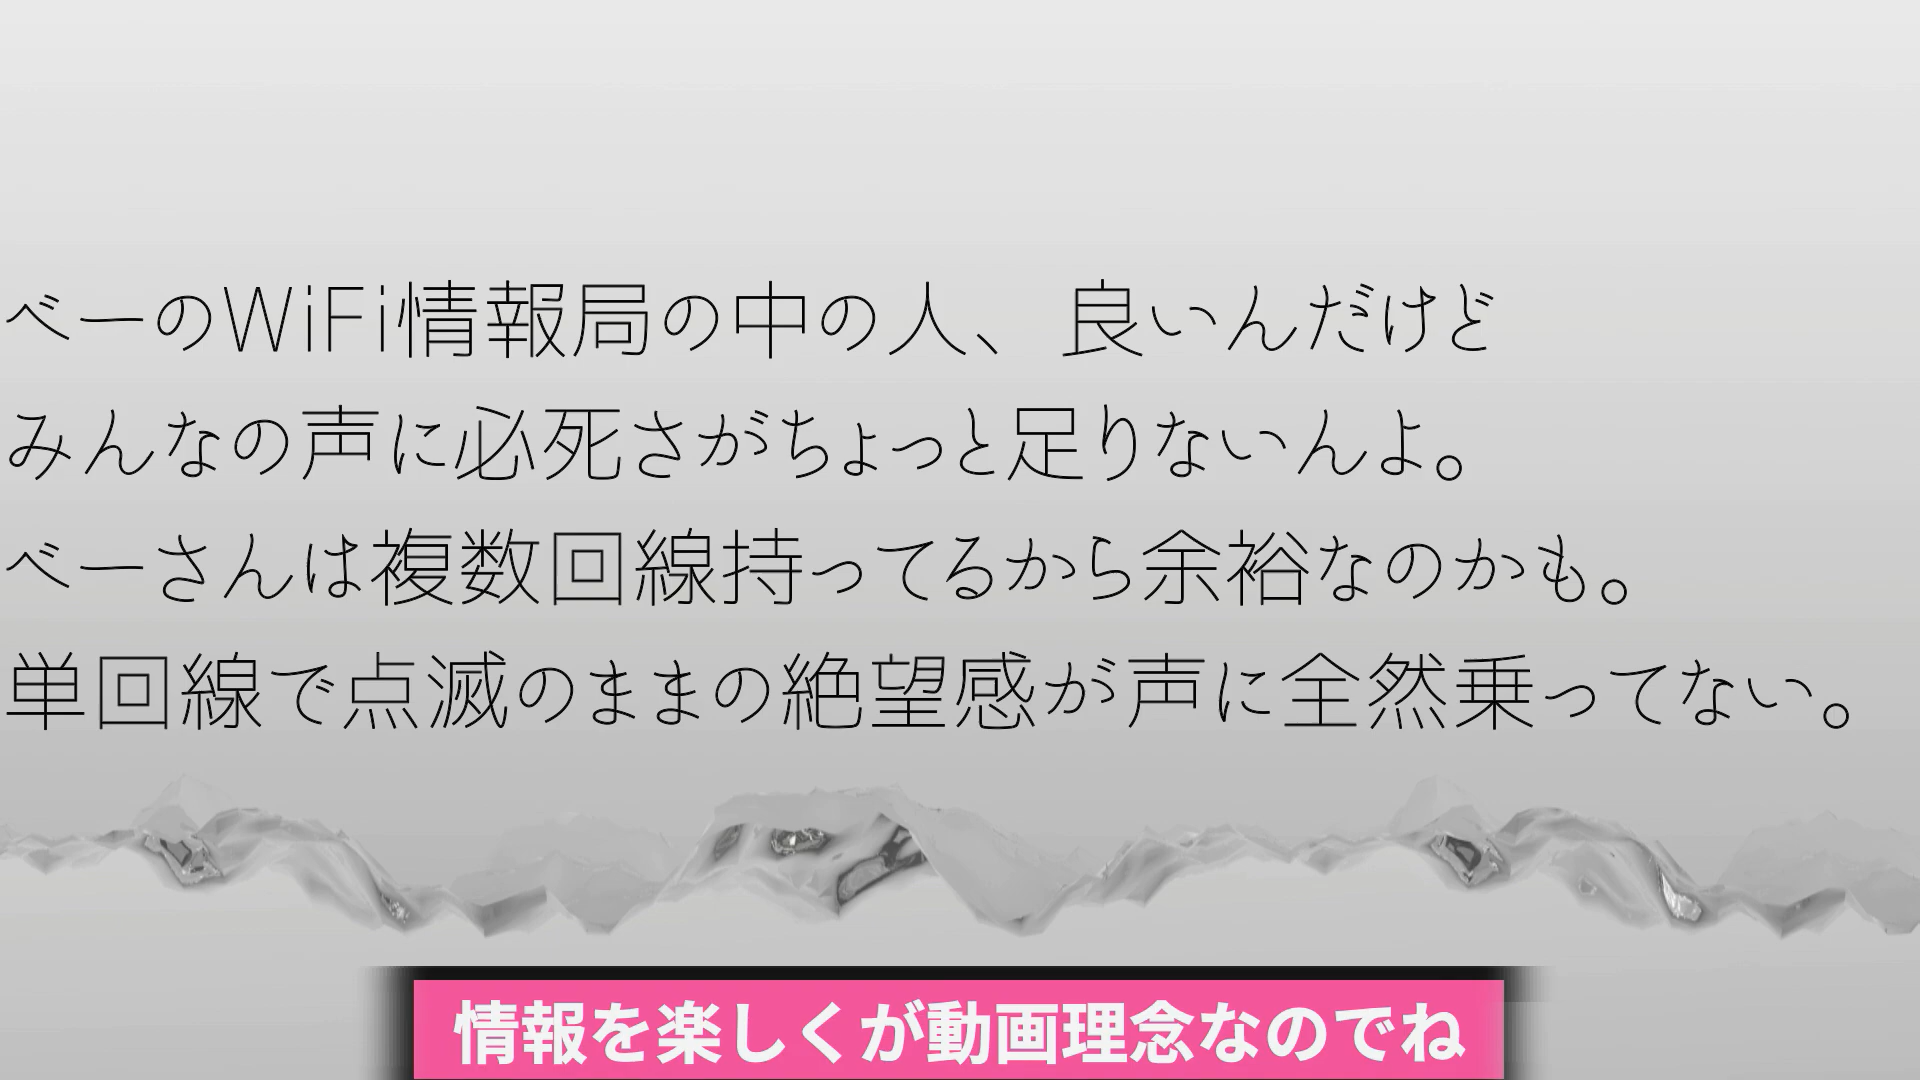 べーのWiFi情報局の中の人、良いんだけど
みんなの声に必死さがちょっと足りないんよ。
べーさんは複数回線持ってるから余裕なのかも。
単回線で点滅のままの絶望感が声に全然乗ってない。
情報を楽しくが動画理念なのでね